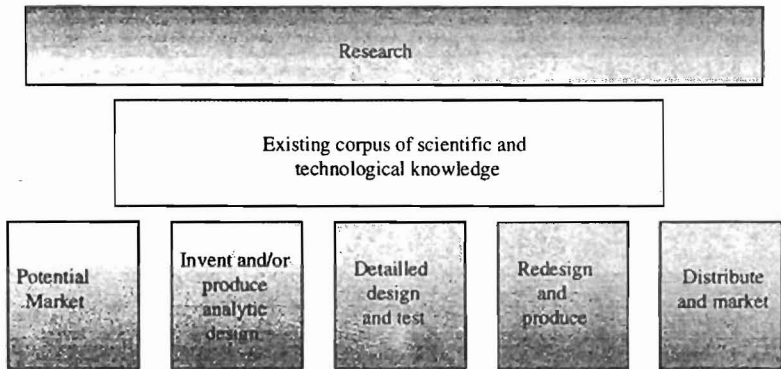 Research
Existing corpus of scientific and
technological knowledge
Potential
Market
Invent and/or
produce
analytic
design
Detailled
design
and test
Redesign
and
produce
Distribute
and market